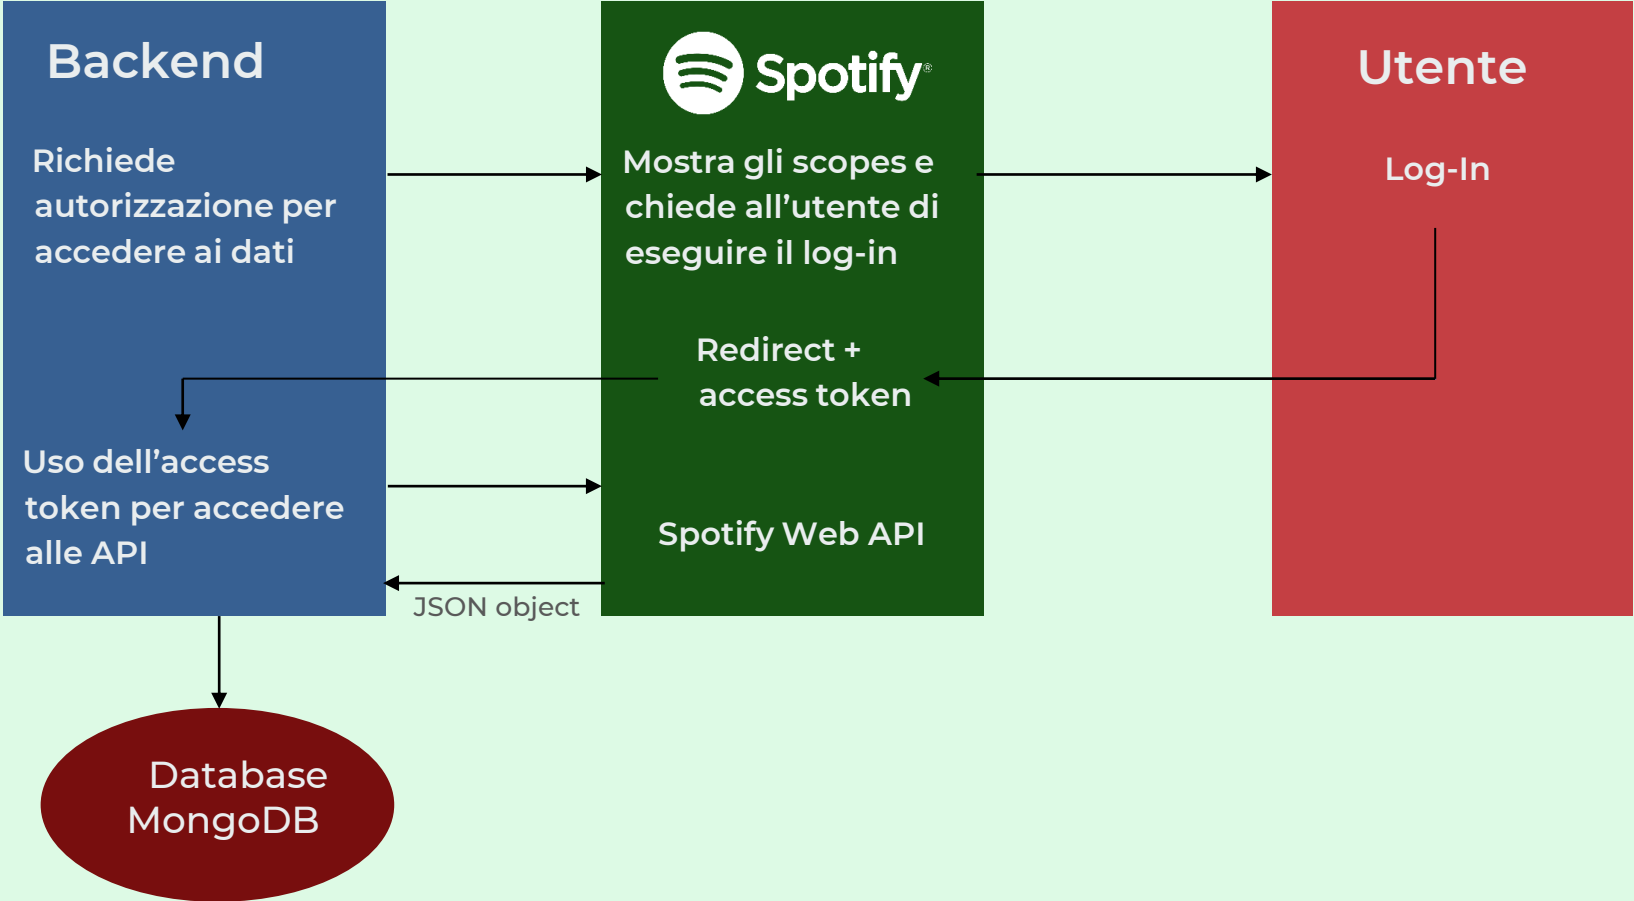 Backend
Richiede
autorizzazione per
accedere ai dati
Spotify®
Mostra gli scopes e
chiede all’utente di
eseguire il log-in
Utente
Log-In
Redirect +
access token
Uso dell’access
token per accedere
alle API
Spotify Web API
JSON object
Database
MongoDB